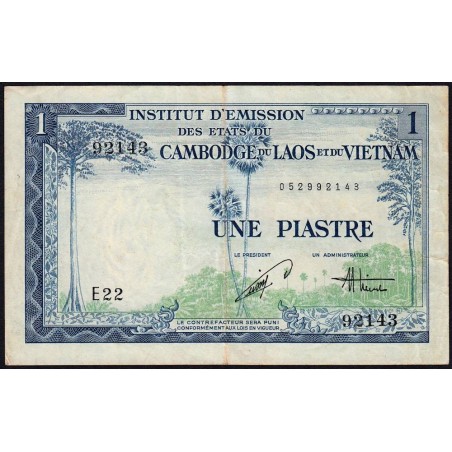 1 INSTITUT D'EMISSION 1
DES ETATS DU
92143 CAMBODGE DU LAOS ET DU VIETNAM
052992143
UNE PIASTRE
LE PRESIDENT UN ADMINISTRATEUR
E22
92143
LE CONTREFACTEUR SERA PUNI
CONFORMÉMENT AUX LOIS EN VIGUEUR